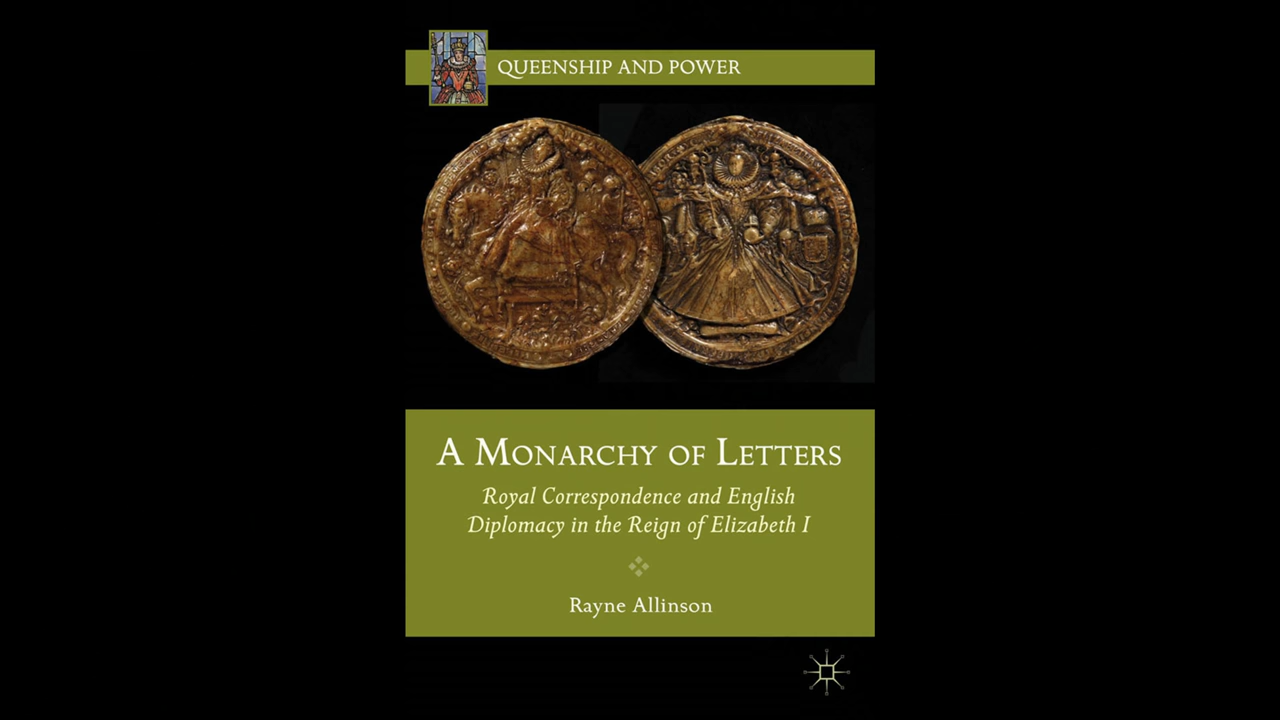 QUEENSHIP AND POWER
A MONARCHY OF LETTERS
Royal Correspondence and English
Diplomacy in the Reign of Elizabeth I
Rayne Allinson